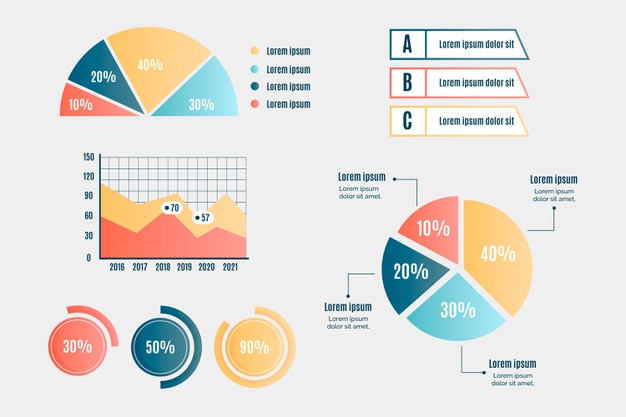 40%
20%
10%
30%
Lorem ipsum
Lorem ipsum
Lorem ipsum
Lorem ipsum
A Lorem ipsum dolor sit
B Lorem ipsum dolor sit
C Lorem ipsum dolor sit
150
120
90
60
30
0
70
57
2016 2017 2018 2019 2020 2021
30%
50%
90%
Lorem ipsum
Lorem ipsum
dolor sit amet.
Lorem ipsum
Lorem ipsum
dolor sit amet.
10%
40%
20%
30%
Lorem ipsum
Lorem ipsum
dolor sit amet.
Lorem ipsum
Lorem ipsum
dolor sit amet.